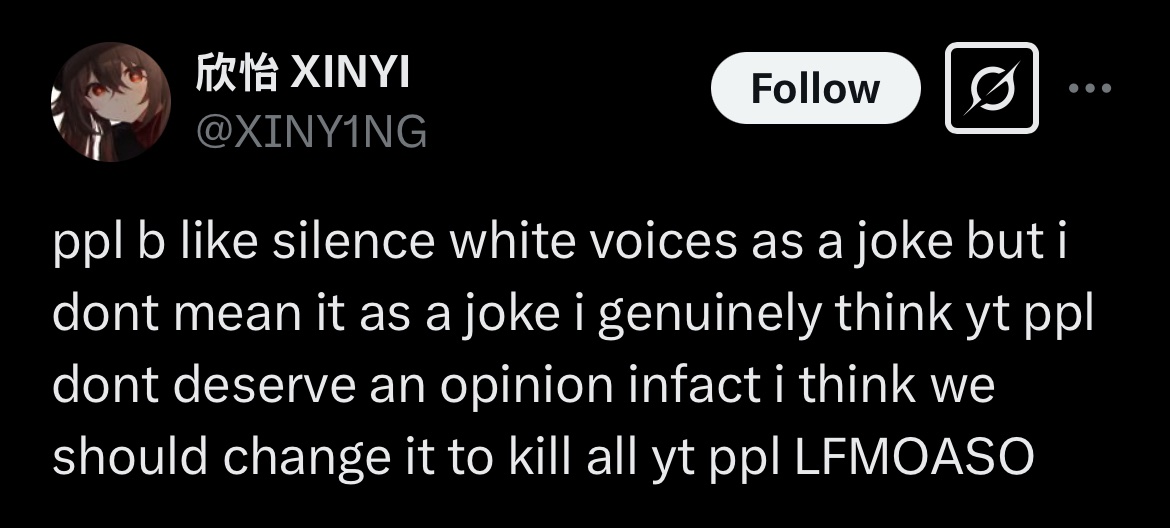 欣怡 XINYI
Follow
@XINY1NG
ppl b like silence white voices as a joke but i
dont mean it as a joke i genuinely think yt ppl
dont deserve an opinion infact i think we
should change it to kill all yt ppl LFMOASO